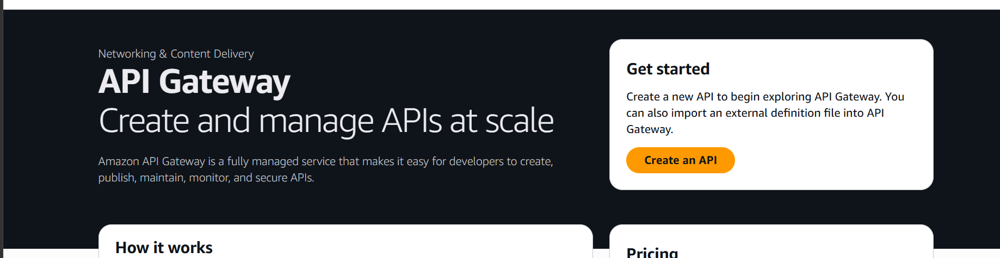 Networking & Content Delivery
API Gateway
Create and manage APIs at scale
Amazon API Gateway is a fully managed service that makes it easy for developers to create,
publish, maintain, monitor, and secure APIs.
Get started
Create a new API to begin exploring API Gateway. You
can also import an external definition file into API
Gateway.
Create an API
How it works
Pricing